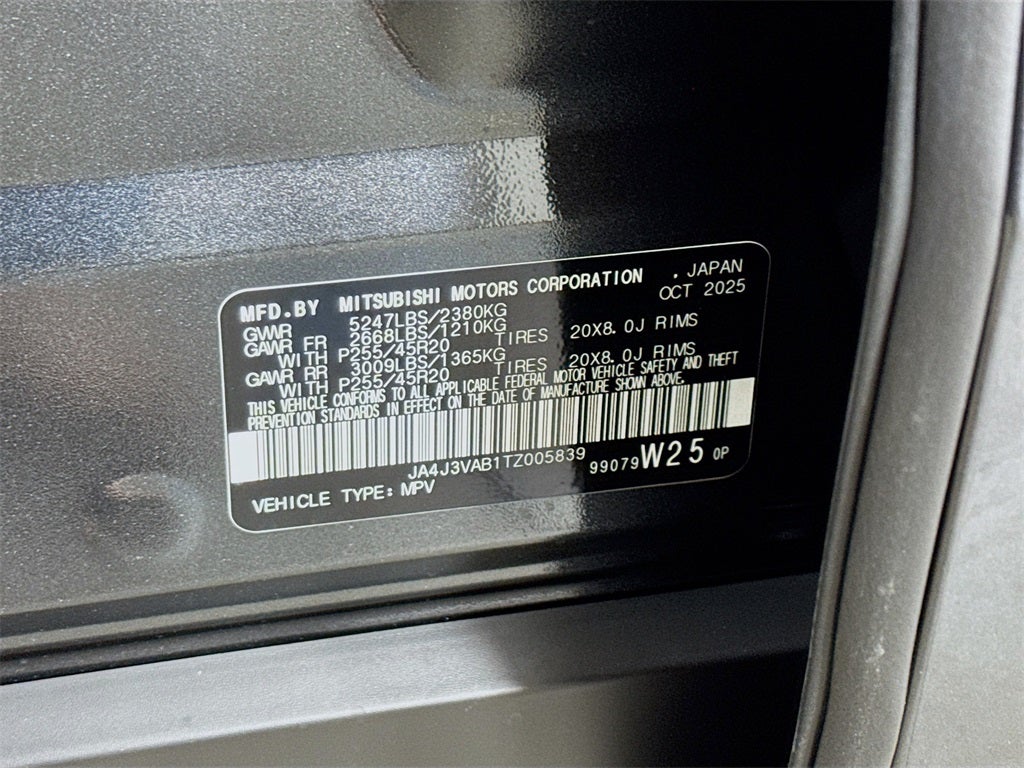 MFD.BY MITSUBISHI MOTORS CORPORATION . JAPAN
GWR 5247LBS/2380KG OCT 2025
GAWR FR 2668LBS/1210KG
WITH P255/45R20 TIRES 20X8.0J RIMS
GAWR RR 3009LBS/1365KG
WITH P255/45R20 TIRES 20X8.0J RIMS
THIS VEHICLE CONFORMS TO ALL APPLICABLE FEDERAL MOTOR VEHICLE SAFETY AND THEFT
PREVENTION STANDARDS IN EFFECT ON THE DATE OF MANUFACTURE SHOWN ABOVE.
JA4J3VAB1TZ005839
99079 W25 0P
VEHICLE TYPE: MPV